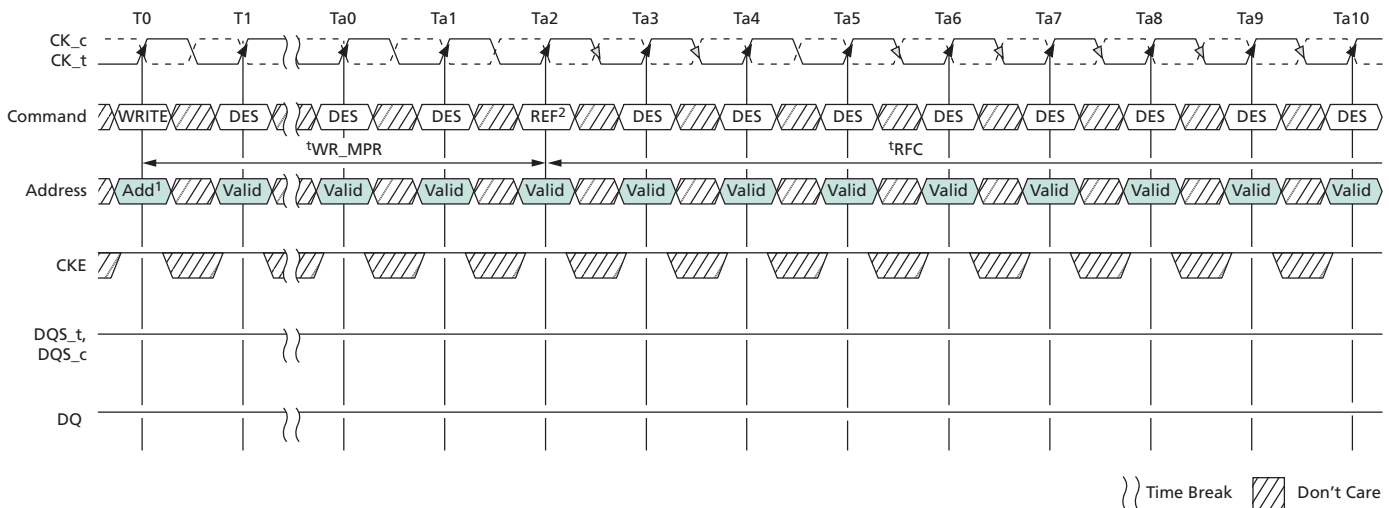 T0 T1 Ta0 Ta1 Ta2 Ta3 Ta4 Ta5 Ta6 Ta7 Ta8 Ta9 Ta10
CK_c
CK_t
Command WRITE DES DES DES REF² DES DES DES DES DES DES DES DES
tWR_MPR tRFC
Address Add¹ Valid Valid Valid Valid Valid Valid Valid Valid Valid Valid Valid Valid
CKE
DQS_t,
DQS_c
DQ
Time Break Don't Care